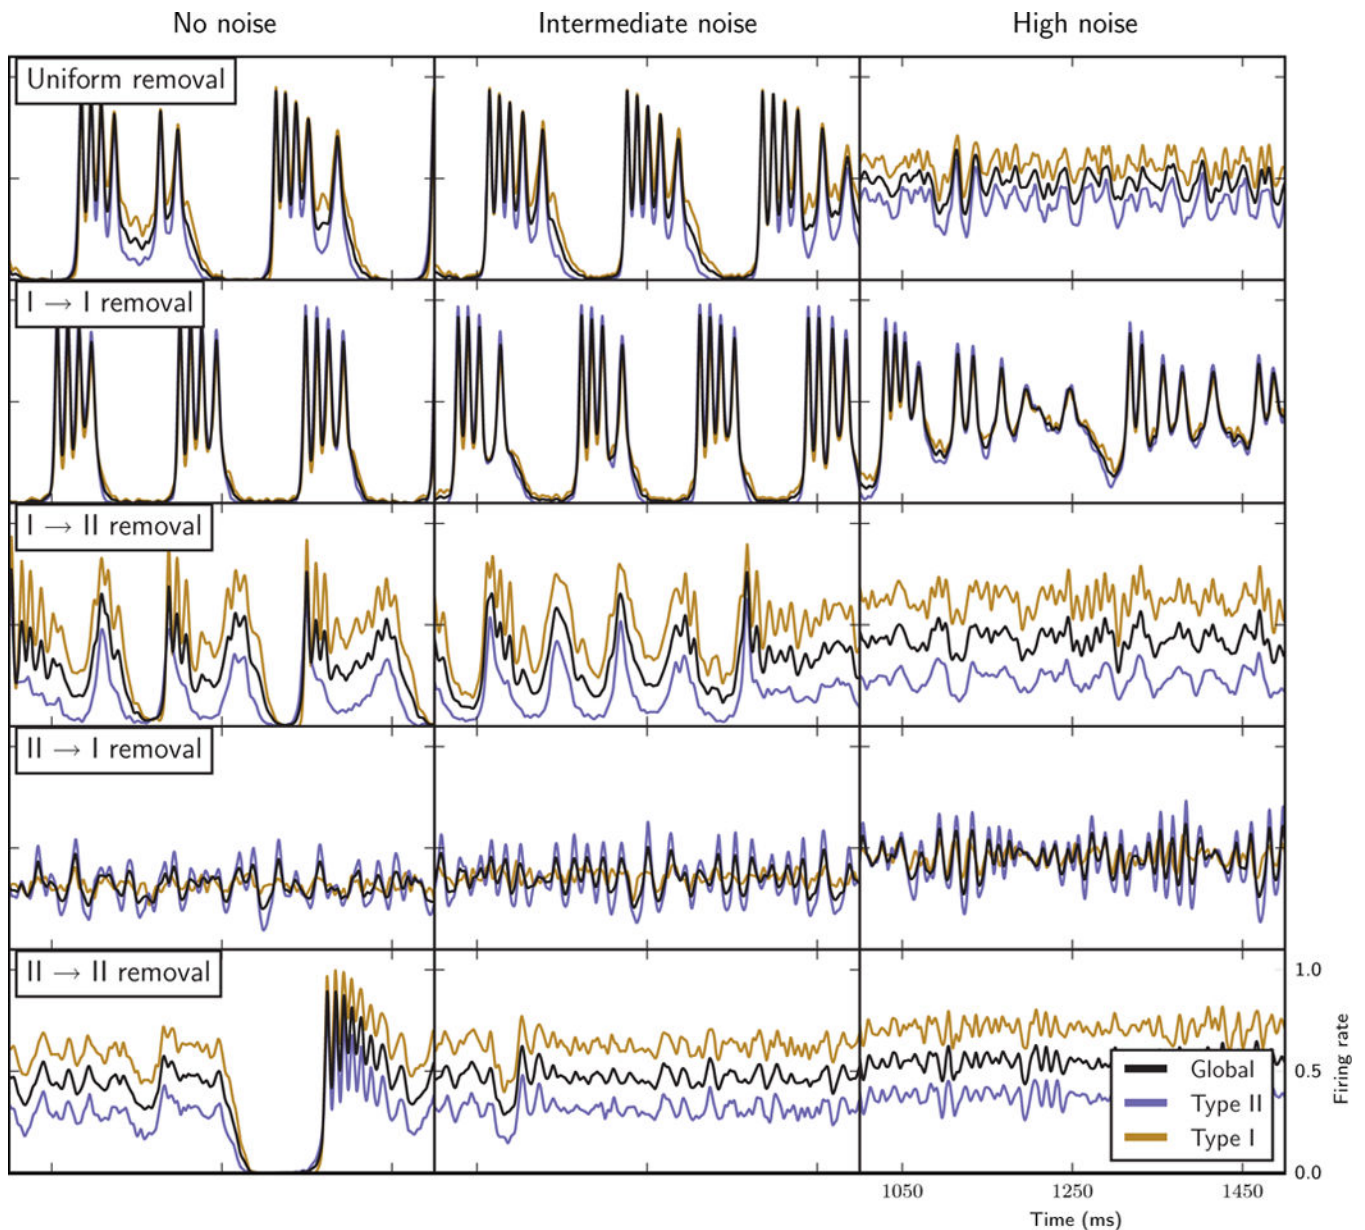 No noise
Intermediate noise
High noise
Uniform removal
I → I removal
I → II removal
II → I removal
II → II removal
1.0
0.5
0.0
Firing rate
Global
Type II
Type I
1050
1250
1450
Time (ms)